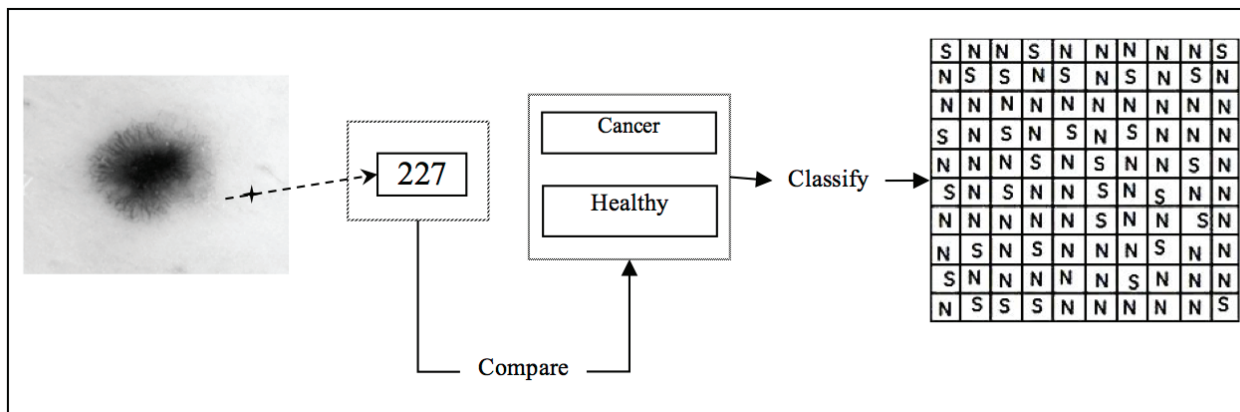 227
Compare
Cancer
Healthy
Classify
S N N S N N N N N S
N S S N S N S N S N
N N N N N N N N N N
S N S N S N S N N N
N N N S N S N N S N
S N S N N S N S N N
N N N N N S N N S N
N S N S N N N S N N
S N N N N N S N N N
N S S S N N N N N S